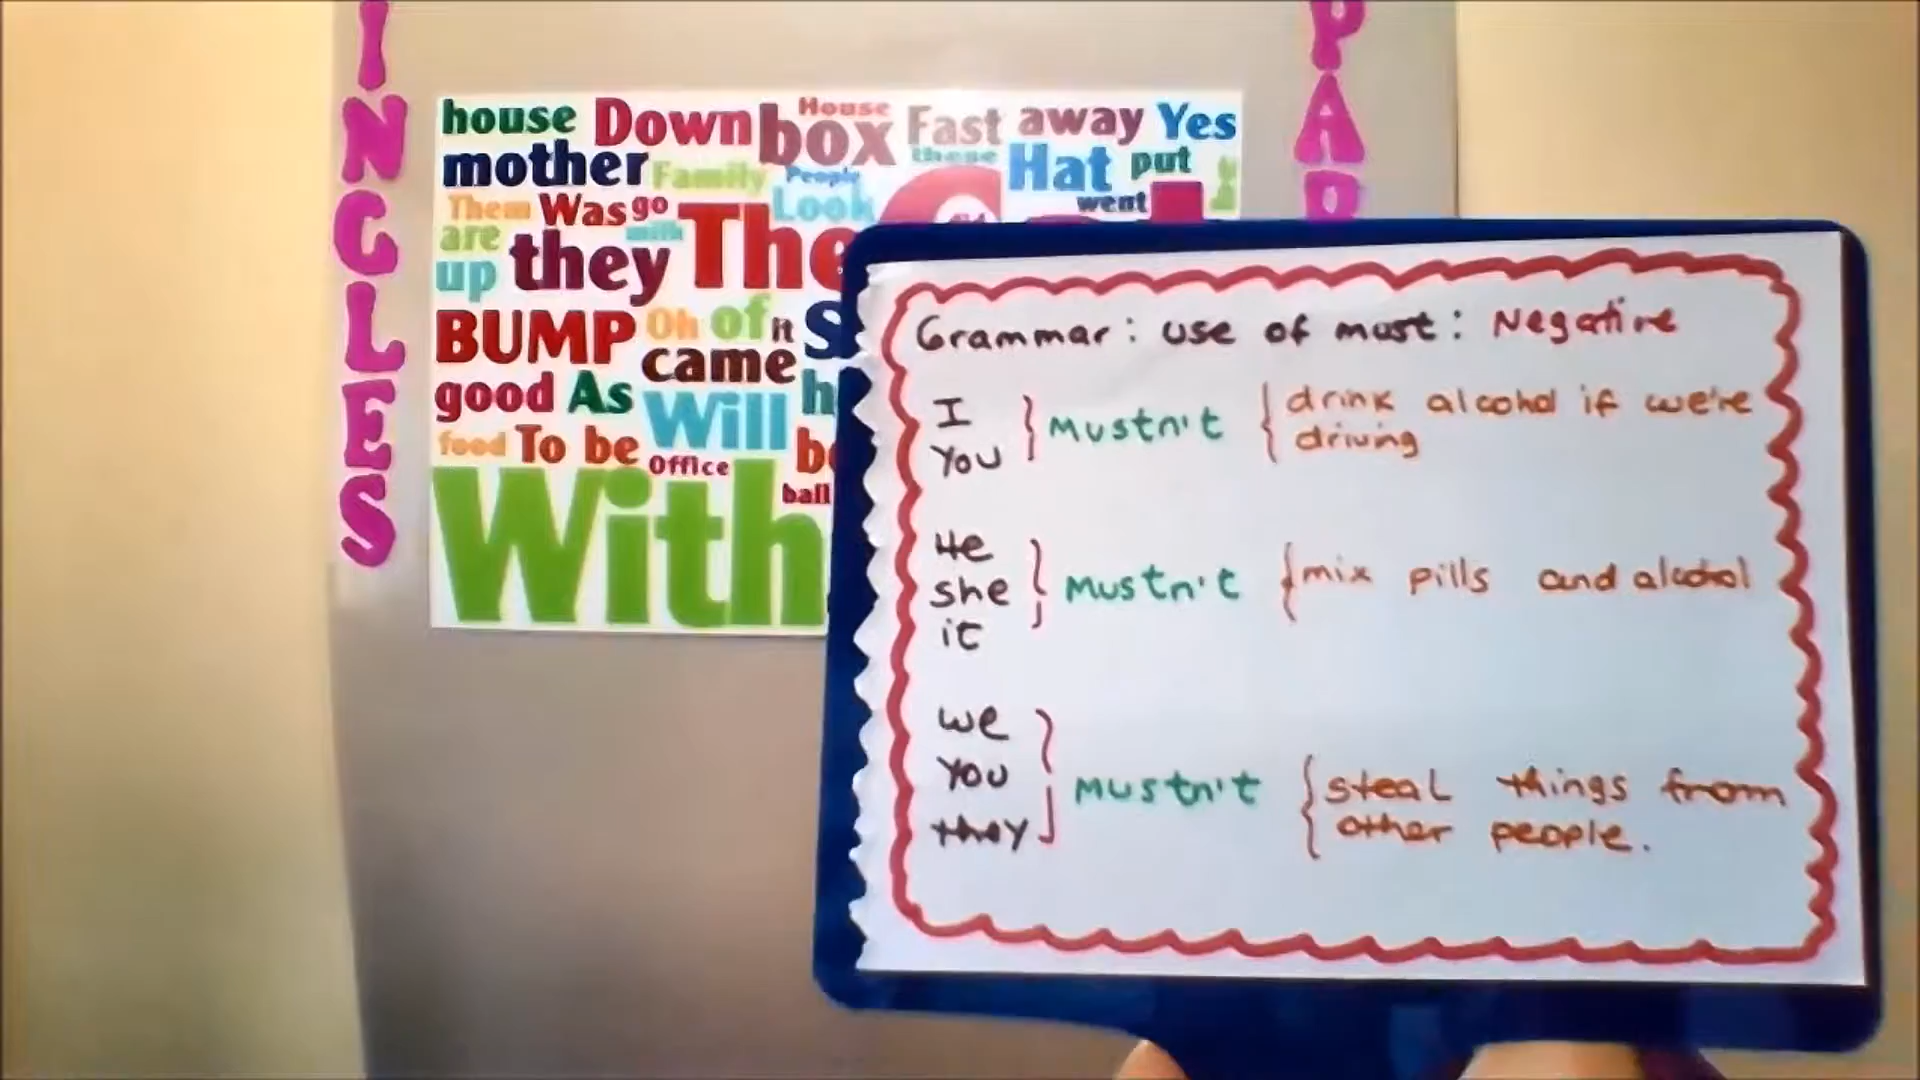 INGLES
PAR
house Down House box Fast away Yes
mother Family People these Hat put
Them Was go Look went
are they with The
up
BUMP Oh of it
came
good As Will
food To be Office
ball
With
Grammar: use of must: Negative
I
You
Mustn't
drink alcohol if we're
driving
He
she
it
Mustn't
mix pills and alcohol
we
You
they
Mustn't
steal things from
other people.